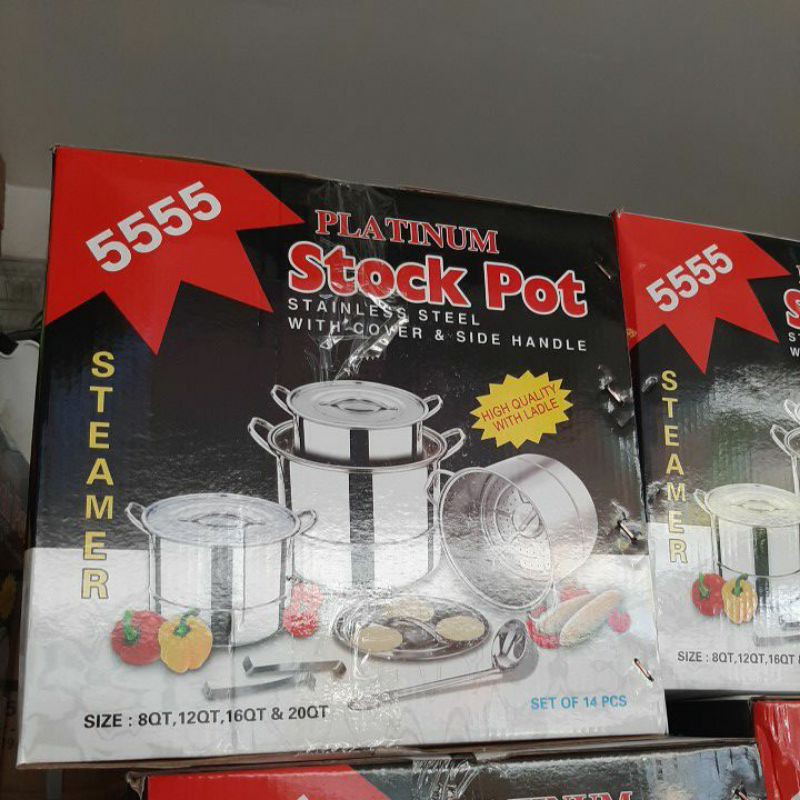 5555
PLATINUM
Stock Pot
STAINLESS STEEL
WITH COVER & SIDE HANDLE
STEAMER
HIGH QUALITY
WITH LADLE
SIZE : 8QT,12QT,16QT & 20QT
SET OF 14 PCS
5555
STEAMER
SIZE : 8QT,12QT,16QT